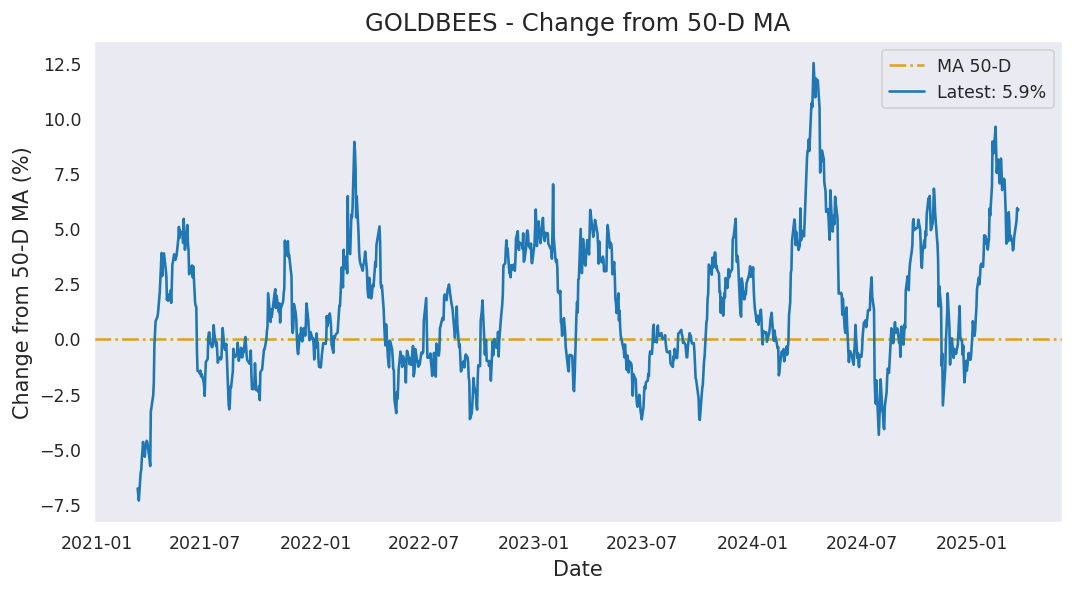 GOLDBEES - Change from 50-D MA
MA 50-D
Latest: 5.9%
Change from 50-D MA (%)
12.5
10.0
7.5
5.0
2.5
0.0
−2.5
−5.0
−7.5
2021-01 2021-07 2022-01 2022-07 2023-01 2023-07 2024-01 2024-07 2025-01
Date